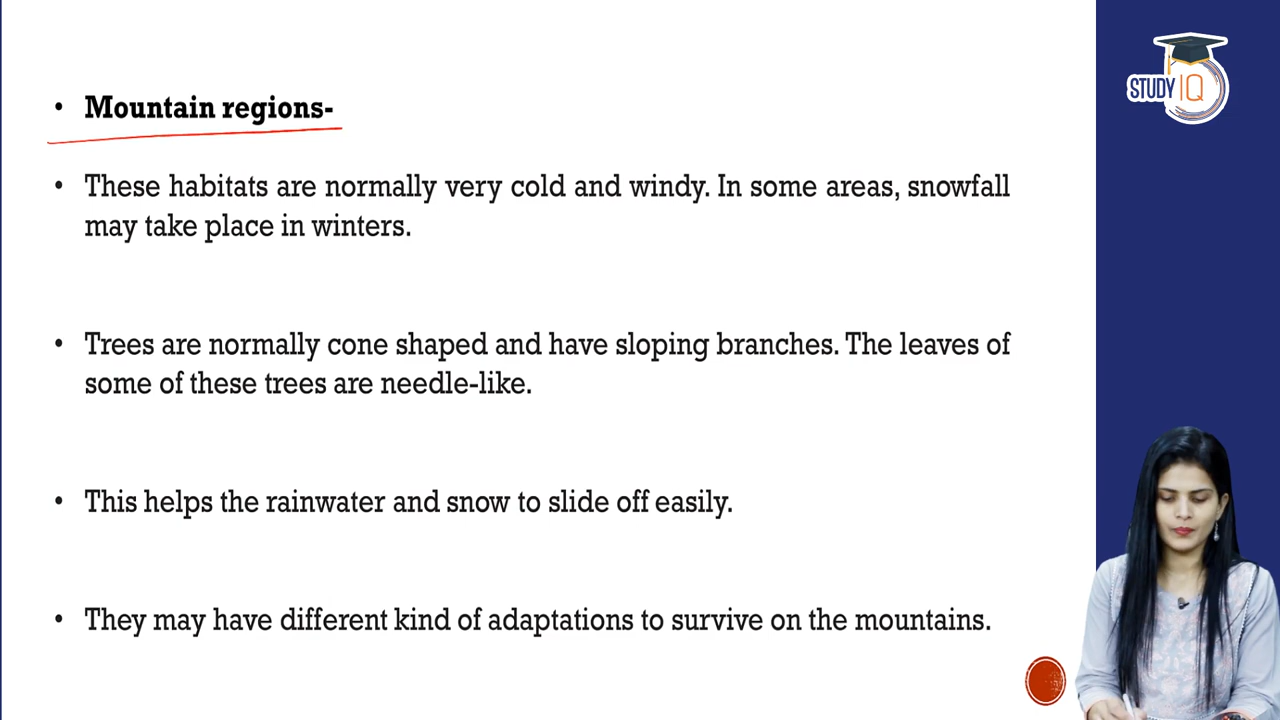 STUDY IQ
• Mountain regions-
• These habitats are normally very cold and windy. In some areas, snowfall
may take place in winters.
• Trees are normally cone shaped and have sloping branches. The leaves of
some of these trees are needle-like.
• This helps the rainwater and snow to slide off easily.
• They may have different kind of adaptations to survive on the mountains.